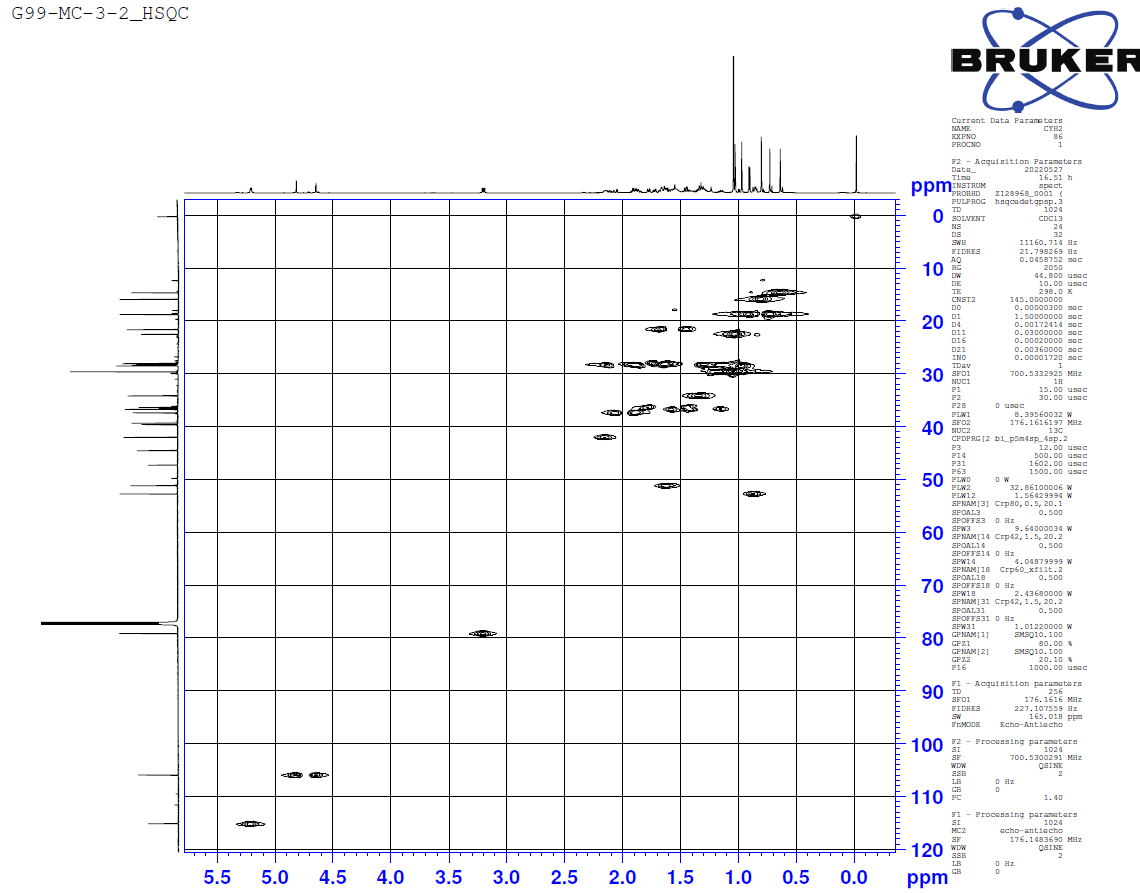 G99-MC-3-2_HSQC
BRUKER
Current Data Parameters
NAME CYH2
EXPNO 86
PROCNO 1
F2 - Acquisition Parameters
Date_ 20220527
Time 16.51 h
INSTRUM spect
PROBHD Z128968_0001 (
PULPROG hsqcedetgpsp.3
TD 1024
SOLVENT CDCl3
NS 24
DS 32
SWH 11160.714 Hz
FIDRES 21.798269 Hz
AQ 0.0458752 sec
RG 2050
DW 44.800 usec
DE 10.00 usec
TE 298.0 K
CNST2 145.0000000
D0 0.00000300 sec
D1 1.50000000 sec
D4 0.00172414 sec
D11 0.03000000 sec
D16 0.00020000 sec
D21 0.00360000 sec
IN0 0.00001720 sec
TDav 1
SFO1 700.5332925 MHz
NUC1 1H
P1 15.00 usec
P2 30.00 usec
P28 0 usec
PLW1 8.39560032 W
SFO2 176.1616197 MHz
NUC2 13C
CPDPRG[2 bi_p5m4sp_4sp.2
P3 12.00 usec
P14 500.00 usec
P31 1602.00 usec
P63 1500.00 usec
PLW0 0 W
PLW2 32.86100006 W
PLW12 1.56429994 W
SPNAM[3] Crp80,0.5,20.1
SPOAL3 0.500
SPOFFS3 0 Hz
SPW3 9.64000034 W
SPNAM[14 Crp42,1.5,20.2
SPOAL14 0.500
SPOFFS14 0 Hz
SPW14 4.04879999 W
SPNAM[18 Crp60_xfilt.2
SPOAL18 0.500
SPOFFS18 0 Hz
SPW18 2.43680000 W
SPNAM[31 Crp42,1.5,20.2
SPOAL31 0.500
SPOFFS31 0 Hz
SPW31 1.01220000 W
GPNAM[1] SMSQ10.100
GPZ1 80.00 %
GPNAM[2] SMSQ10.100
GPZ2 20.10 %
P16 1000.00 usec
F1 - Acquisition parameters
TD 256
SFO1 176.1616 MHz
FIDRES 227.107559 Hz
SW 165.018 ppm
FnMODE Echo-Antiecho
F2 - Processing parameters
SI 1024
SF 700.5300291 MHz
WDW QSINE
SSB 2
LB 0 Hz
GB 0
PC 1.40
F1 - Processing parameters
SI 1024
MC2 echo-antiecho
SF 176.1483690 MHz
WDW QSINE
SSB 2
LB 0 Hz
GB 0
ppm
0
10
20
30
40
50
60
70
80
90
100
110
120
5.5 5.0 4.5 4.0 3.5 3.0 2.5 2.0 1.5 1.0 0.5 0.0 ppm